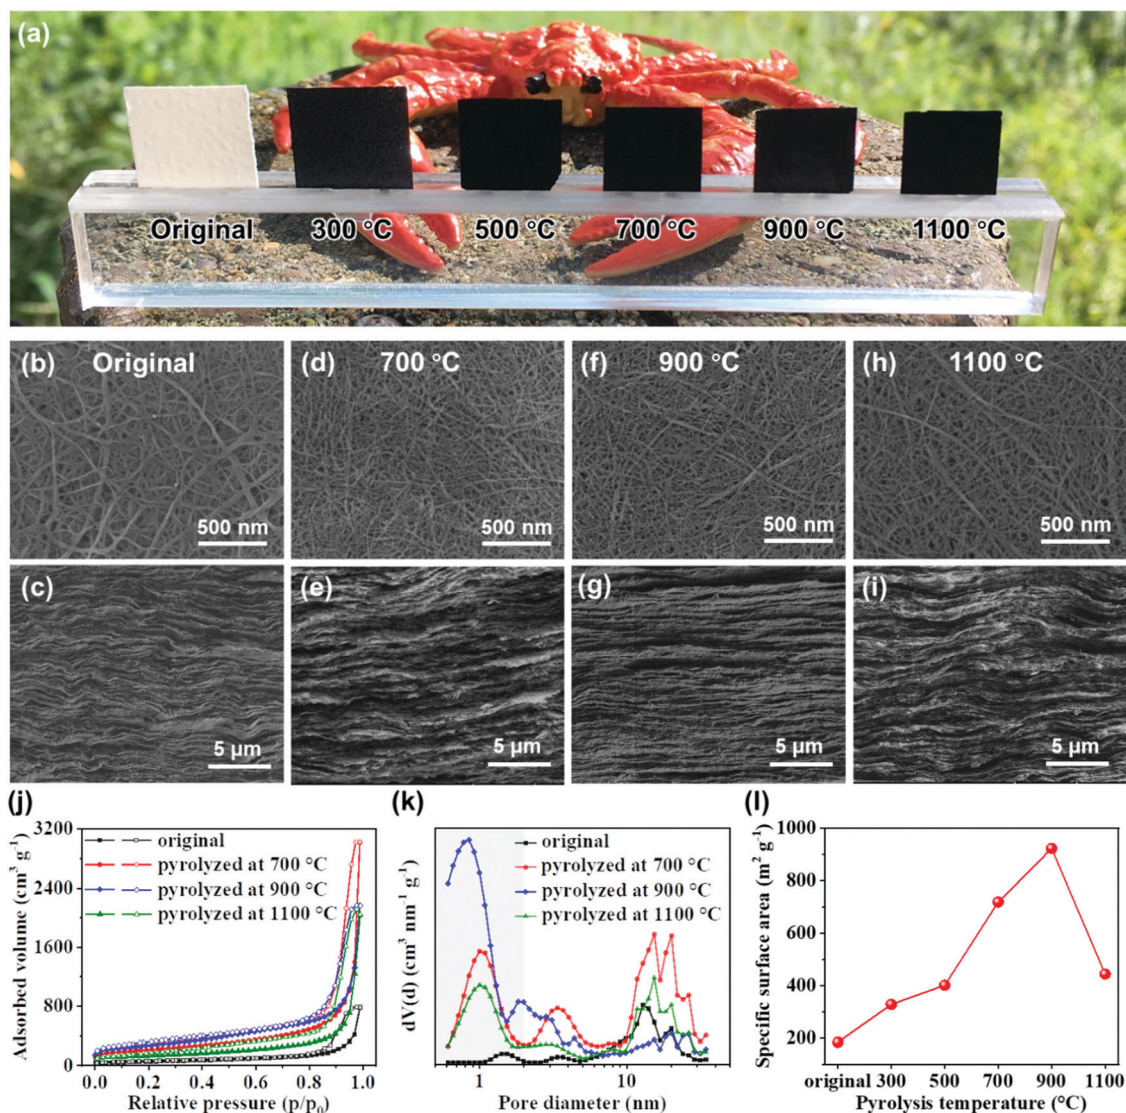 (a)
Original 300 °C 500 °C 700 °C 900 °C 1100 °C
(b) Original
500 nm
(d) 700 °C
500 nm
(f) 900 °C
500 nm
(h) 1100 °C
500 nm
(c)
5 µm
(e)
5 µm
(g)
5 µm
(i)
5 µm
(j)
Adsorbed volume (cm³ g⁻¹)
3200
2400
1600
800
0
original
pyrolyzed at 700 °C
pyrolyzed at 900 °C
pyrolyzed at 1100 °C
0.0 0.2 0.4 0.6 0.8 1.0
Relative pressure (p/p₀)
(k)
dV(d) (cm³ nm⁻¹ g⁻¹)
original
pyrolyzed at 700 °C
pyrolyzed at 900 °C
pyrolyzed at 1100 °C
1 10
Pore diameter (nm)
(l)
Specific surface area (m² g⁻¹)
1000
800
600
400
200
original 300 500 700 900 1100
Pyrolysis temperature (°C)